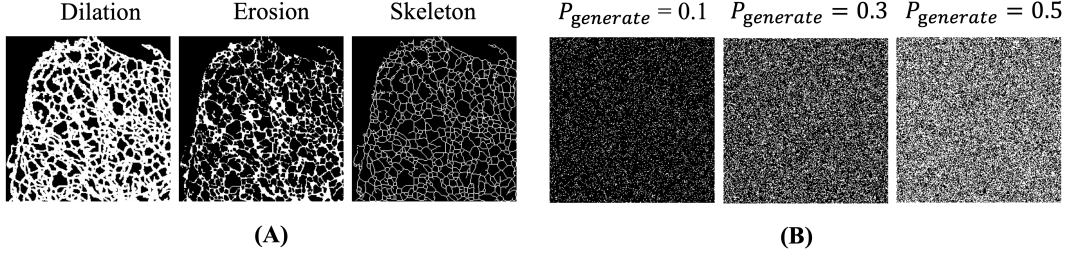 Dilation Erosion Skeleton P_generate = 0.1 P_generate = 0.3 P_generate = 0.5
(A) (B)